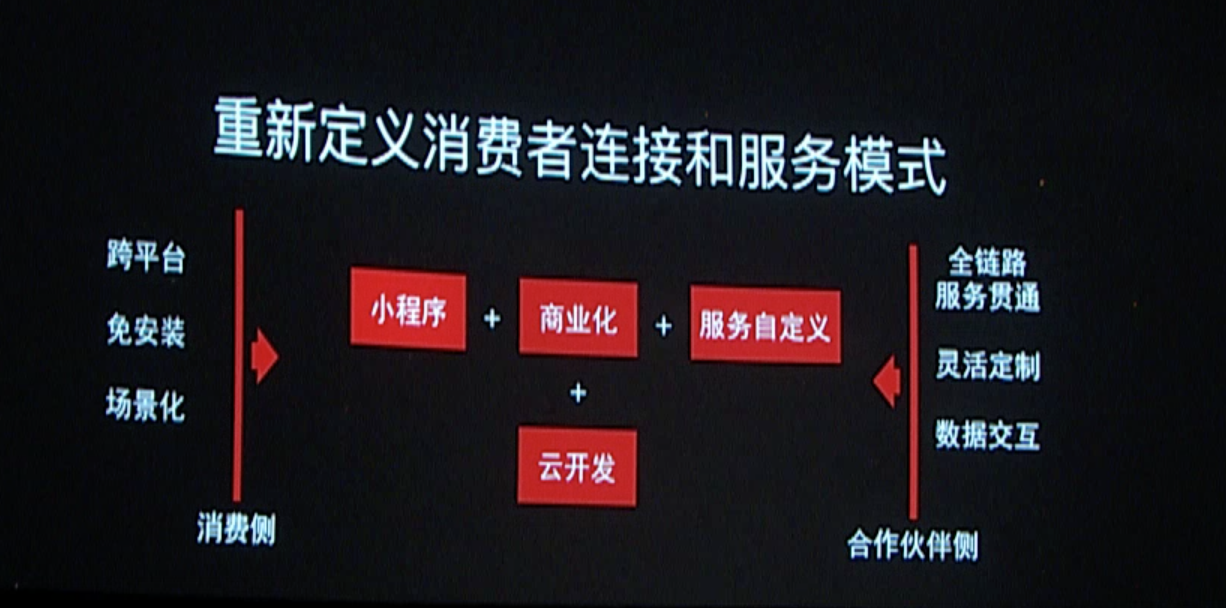 重新定义消费者连接和服务模式
跨平台
免安装
场景化
消费侧
小程序
+
商业化
+
服务自定义
+
云开发
全链路
服务贯通
灵活定制
数据交互
合作伙伴侧